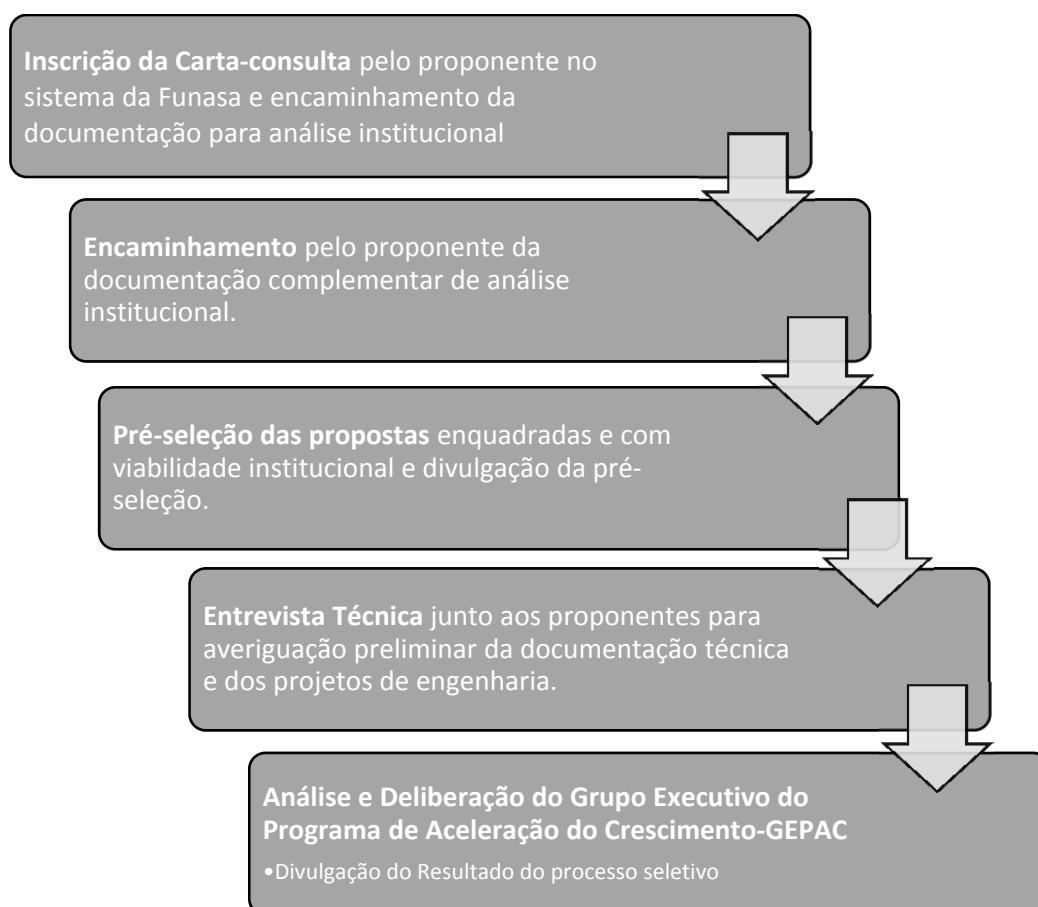 Inscrição da Carta-consulta pelo proponente no
sistema da Funasa e encaminhamento da
documentação para análise institucional
Encaminhamento pelo proponente da
documentação complementar de análise
institucional.
Pré-seleção das propostas enquadradas e com
viabilidade institucional e divulgação da pré-
seleção.
Entrevista Técnica junto aos proponentes para
averiguação preliminar da documentação técnica
e dos projetos de engenharia.
Análise e Deliberação do Grupo Executivo do
Programa de Aceleração do Crescimento-GEPAC
•Divulgação do Resultado do processo seletivo